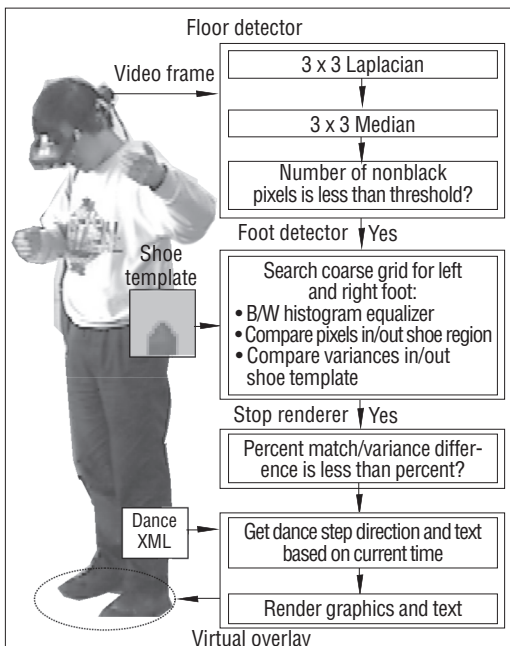 Floor detector
Video frame
3 x 3 Laplacian
3 x 3 Median
Number of nonblack
pixels is less than threshold?
Foot detector
Yes
Shoe
template
Search coarse grid for left
and right foot:
• B/W histogram equalizer
• Compare pixels in/out shoe region
• Compare variances in/out
shoe template
Stop renderer
Yes
Percent match/variance differ-
ence is less than percent?
Dance
XML
Get dance step direction and text
based on current time
Render graphics and text
Virtual overlay